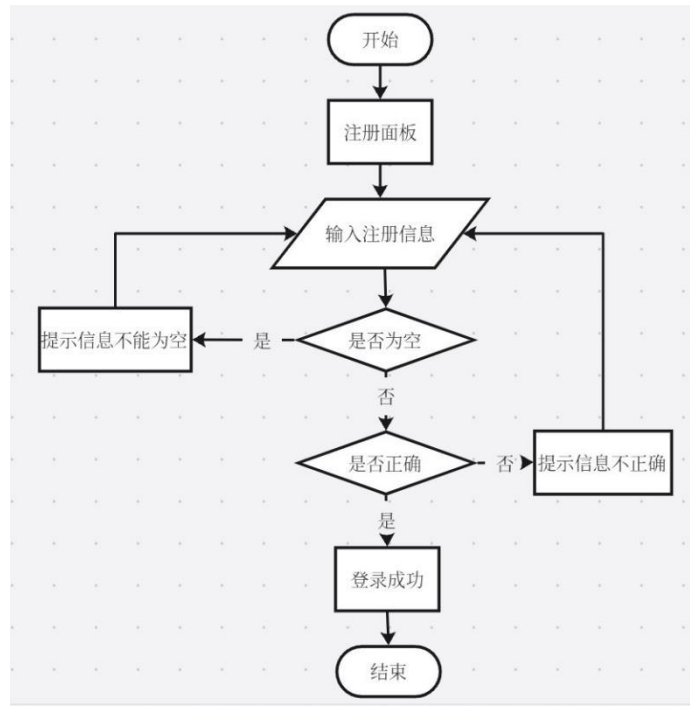 开始
注册面板
输入注册信息
提示信息不能为空
是
是否为空
否
是否正确
否
提示信息不正确
是
登录成功
结束